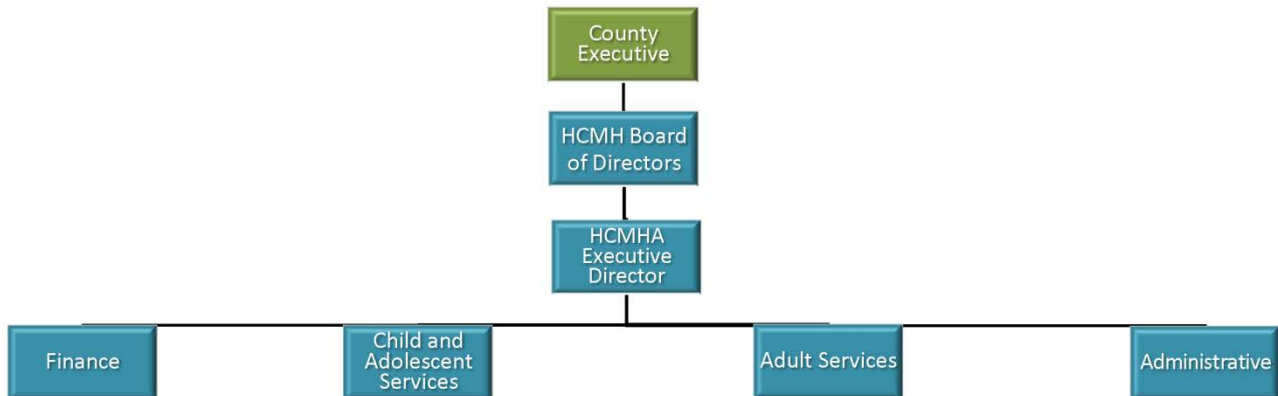 County
Executive
HCMH Board
of Directors
HCMHA
Executive
Director
Finance
Child and
Adolescent
Services
Adult Services
Administrative